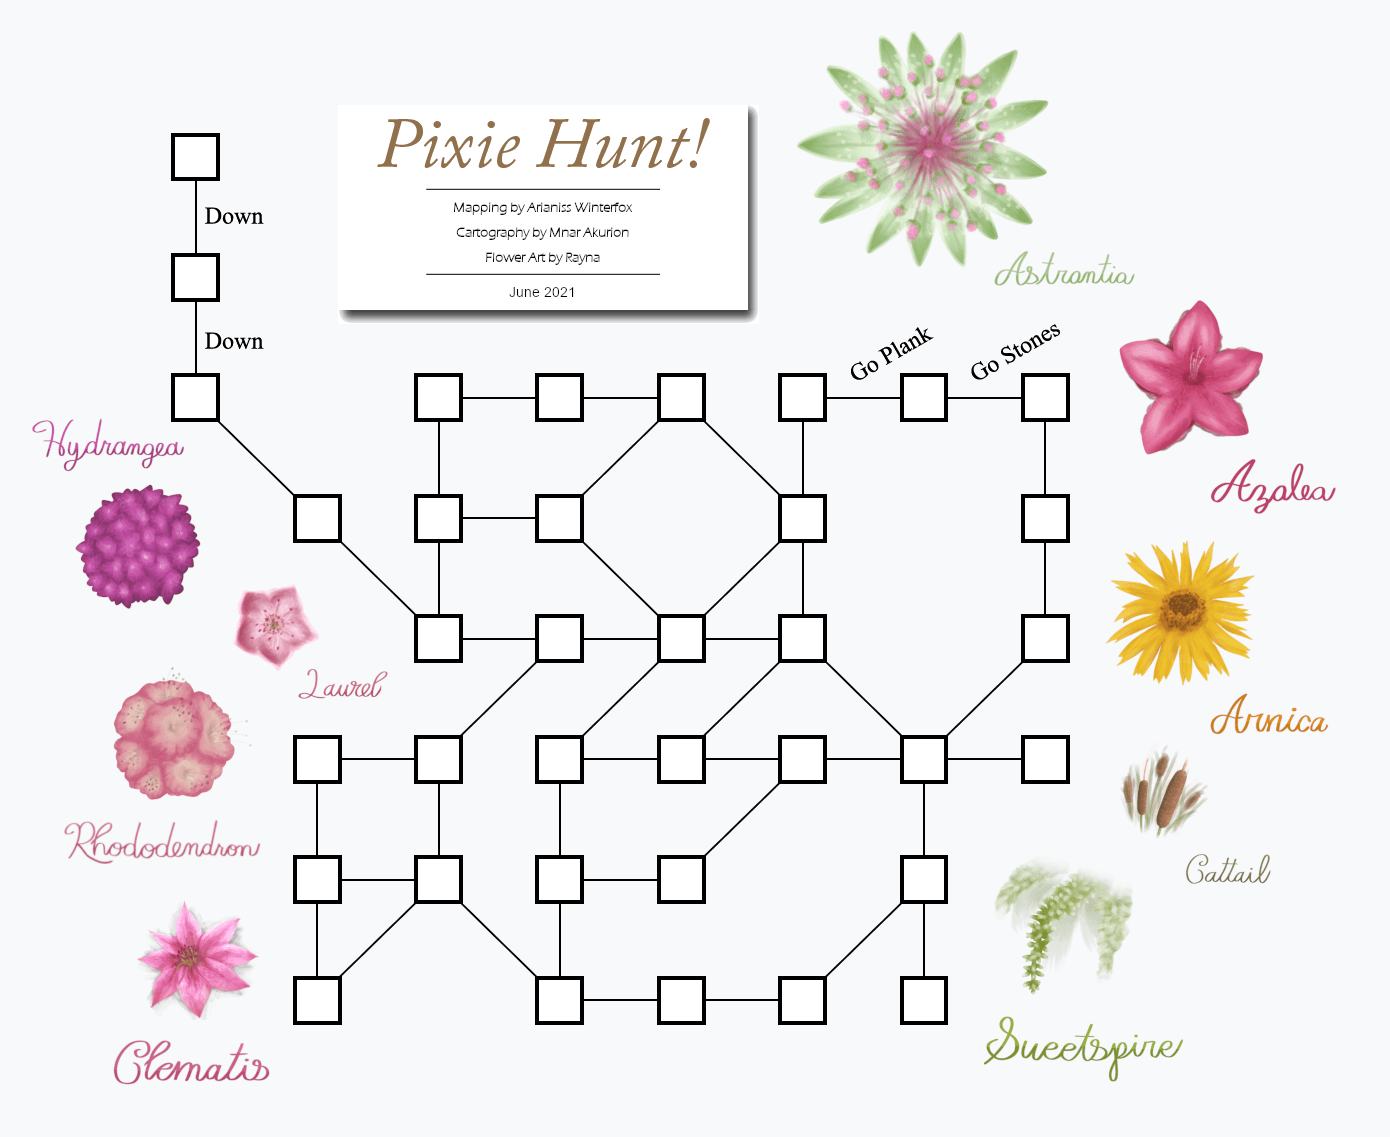 Pixie Hunt!
Mapping by Arianiss Winterfox
Cartography by Mnar Akurion
Flower Art by Rayna
June 2021
Down
Down
Astrantia
Go Plank
Go Stones
Azalea
Hydrangea
Laurel
Arnica
Rhododendron
Cattail
Clematis
Sweetspire